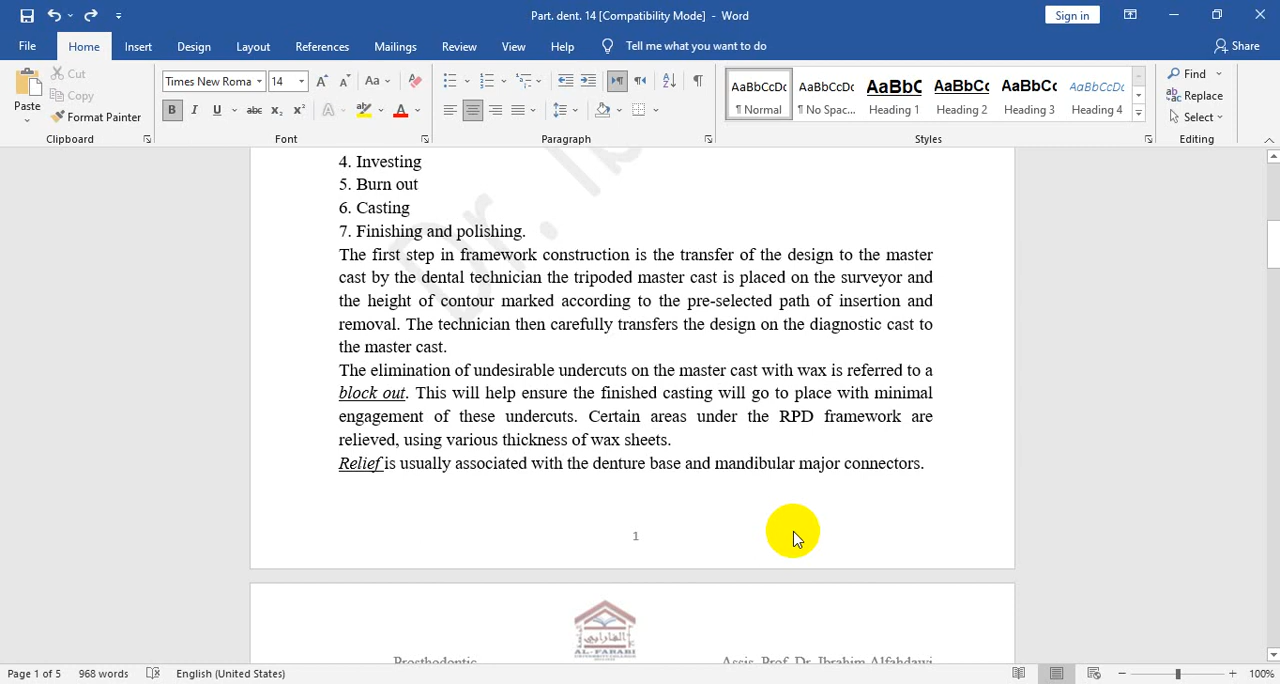 Part. dent. 14 [Compatibility Mode] - Word
Sign in
File Home Insert Design Layout References Mailings Review View Help Tell me what you want to do Share
Paste
Cut
Copy
Format Painter
Clipboard
Times New Roma 14
Font
Paragraph
AaBbCcDc AaBbCcDc AaBbC AaBbCc AaBbCc AaBbCcDc
¶ Normal ¶ No Spac... Heading 1 Heading 2 Heading 3 Heading 4
Styles
Find
Replace
Select
Editing
4. Investing
5. Burn out
6. Casting
7. Finishing and polishing.
The first step in framework construction is the transfer of the design to the master
cast by the dental technician the tripoded master cast is placed on the surveyor and
the height of contour marked according to the pre-selected path of insertion and
removal. The technician then carefully transfers the design on the diagnostic cast to
the master cast.
The elimination of undesirable undercuts on the master cast with wax is referred to a
block out. This will help ensure the finished casting will go to place with minimal
engagement of these undercuts. Certain areas under the RPD framework are
relieved, using various thickness of wax sheets.
Relief is usually associated with the denture base and mandibular major connectors.
1
الفارابي
AL-FARABI
Prosthodontic Assis. Prof. Dr. Ibrahim Alfahdawi
Dr. Ib
Page 1 of 5 968 words English (United States) 100%